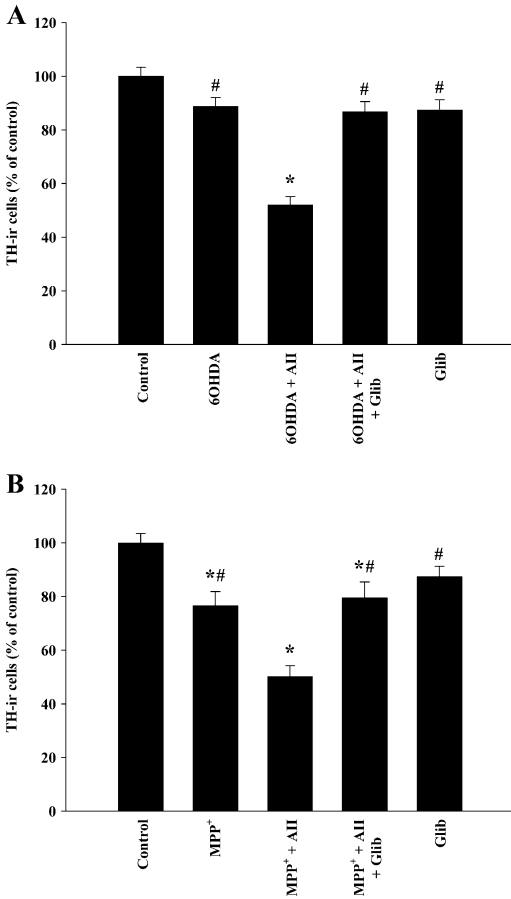 A
120
100
80
60
40
20
0
TH-ir cells (% of control)
#
*
#
#
Control
6OHDA
6OHDA + AII
6OHDA + AII
+ Glib
Glib
B
120
100
80
60
40
20
0
TH-ir cells (% of control)
*#
*
*#
#
Control
MPP⁺
MPP⁺ + AII
MPP⁺ + AII
+ Glib
Glib